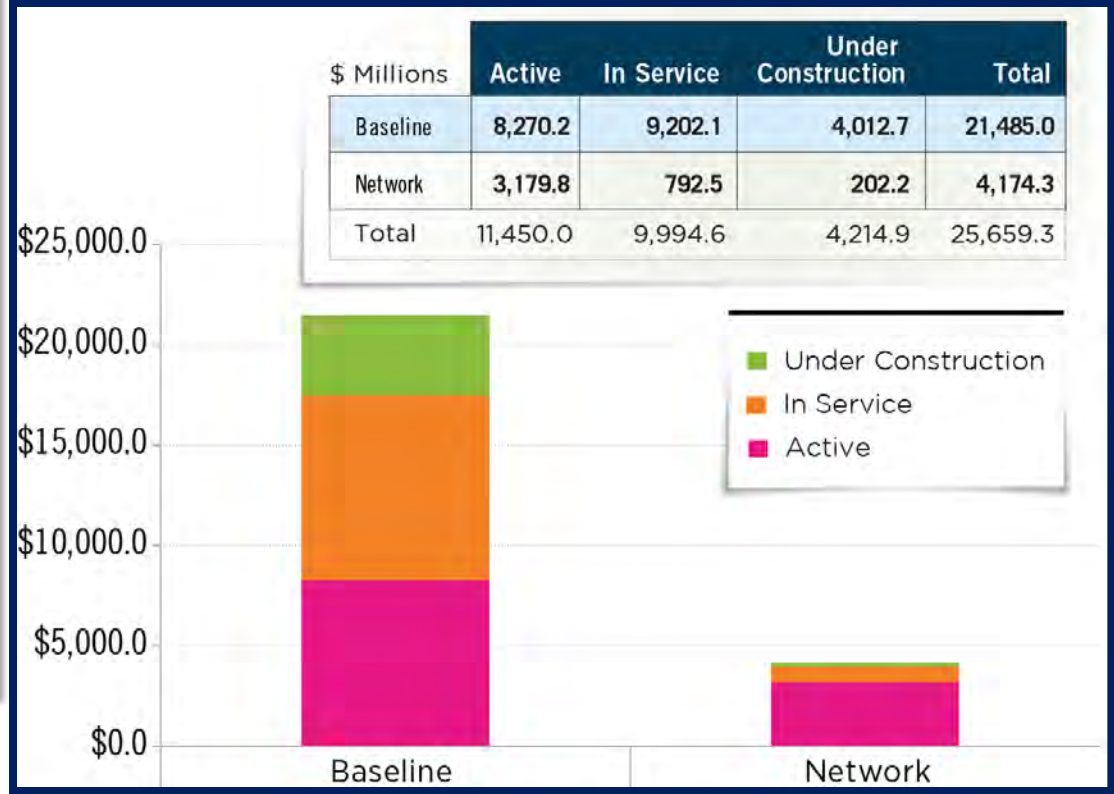 $ Millions Active In Service Under Construction Total
Baseline 8,270.2 9,202.1 4,012.7 21,485.0
Network 3,179.8 792.5 202.2 4,174.3
Total 11,450.0 9,994.6 4,214.9 25,659.3
$25,000.0
$20,000.0
$15,000.0
$10,000.0
$5,000.0
$0.0
Under Construction
In Service
Active
Baseline Network